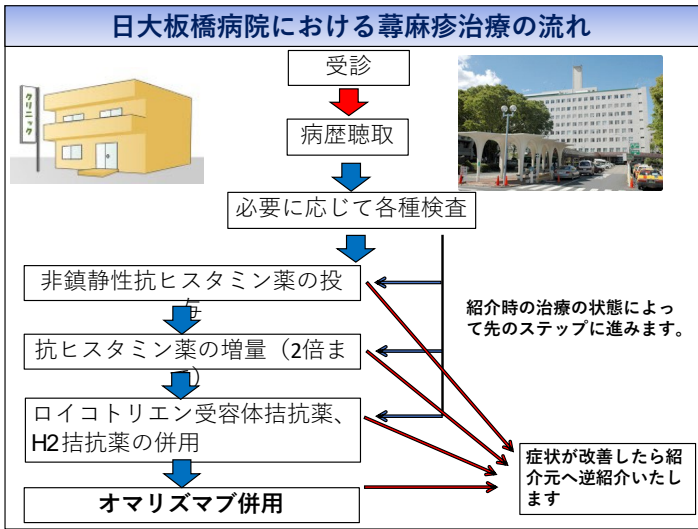 日大板橋病院における蕁麻疹治療の流れ
クリニック
受診
病歴聴取
必要に応じて各種検査
非鎮静性抗ヒスタミン薬の投
与
紹介時の治療の状態によっ
て先のステップに進みます。
抗ヒスタミン薬の増量（2倍ま
で）
ロイコトリエン受容体拮抗薬、
H2拮抗薬の併用
オマリズマブ併用
症状が改善したら紹
介元へ逆紹介いたし
ます